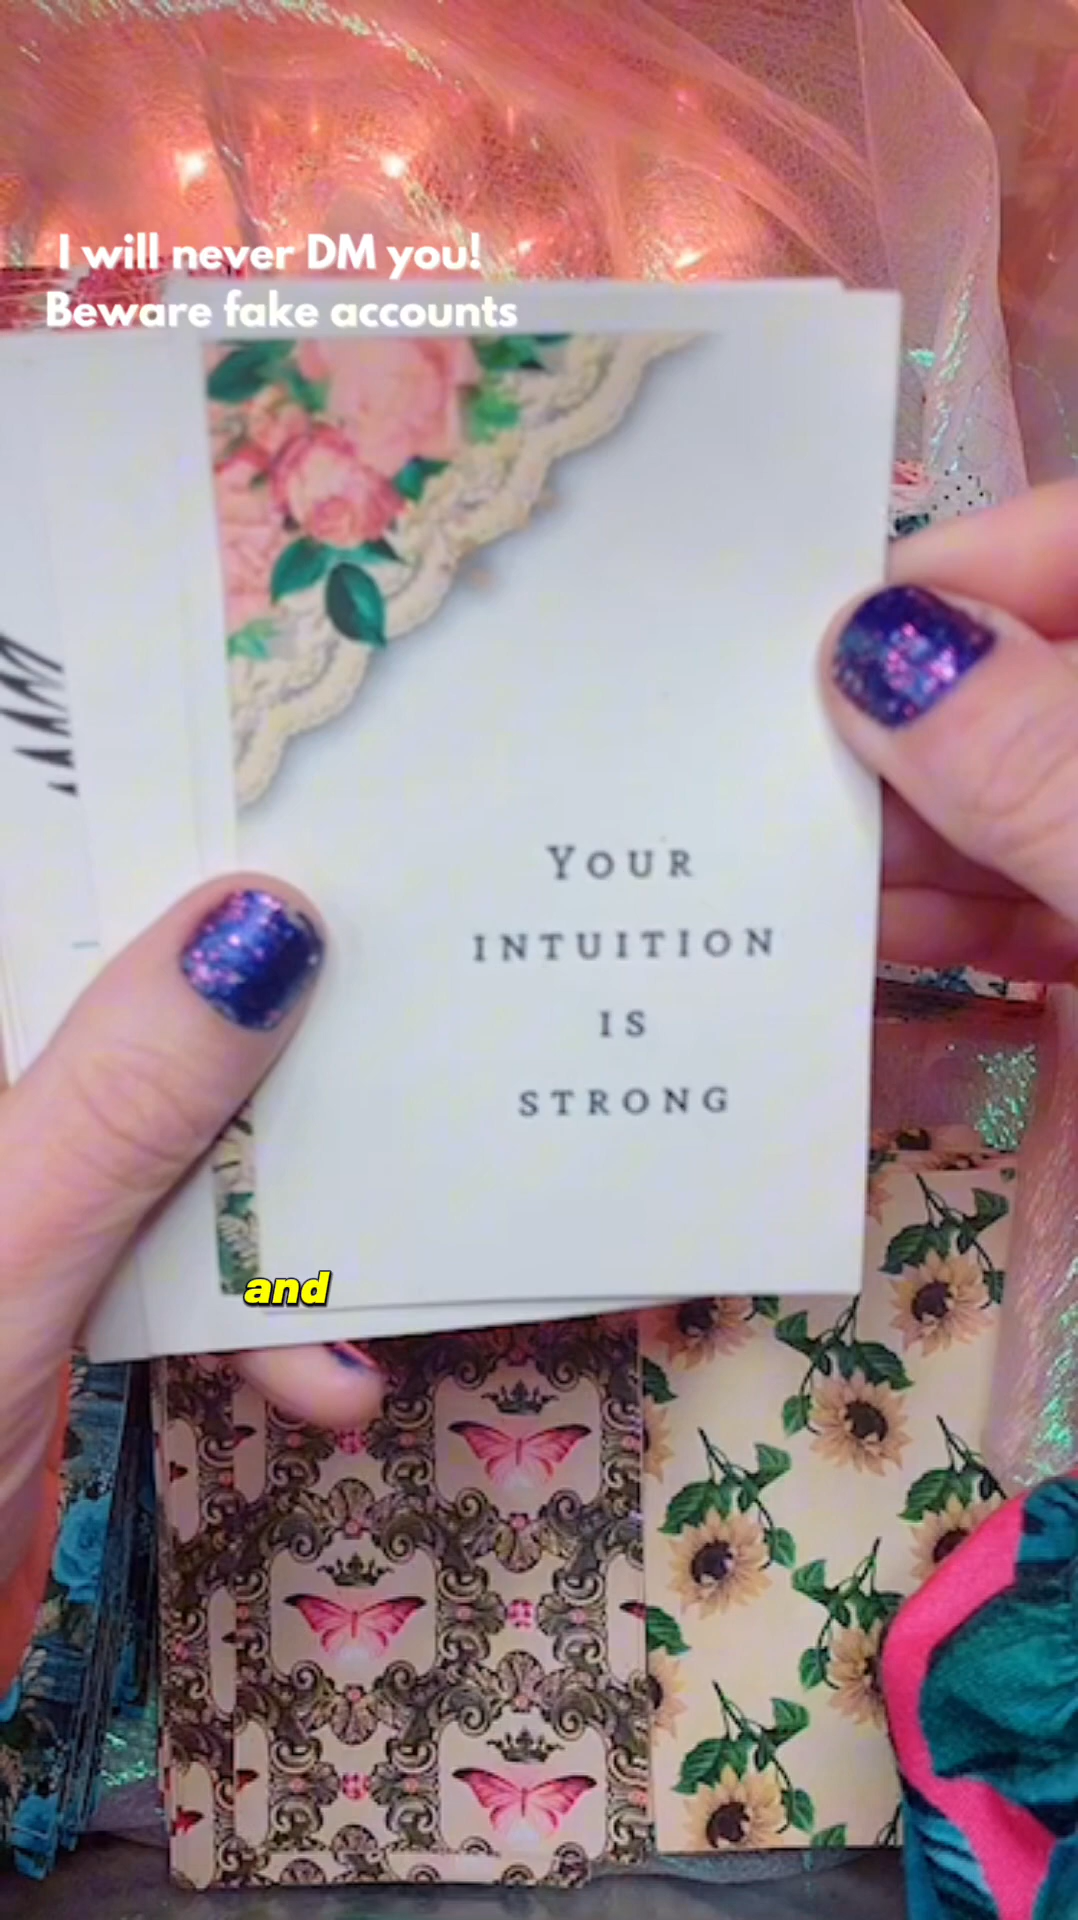 I will never DM you!
Beware fake accounts
YOUR
INTUITION
IS
STRONG
and